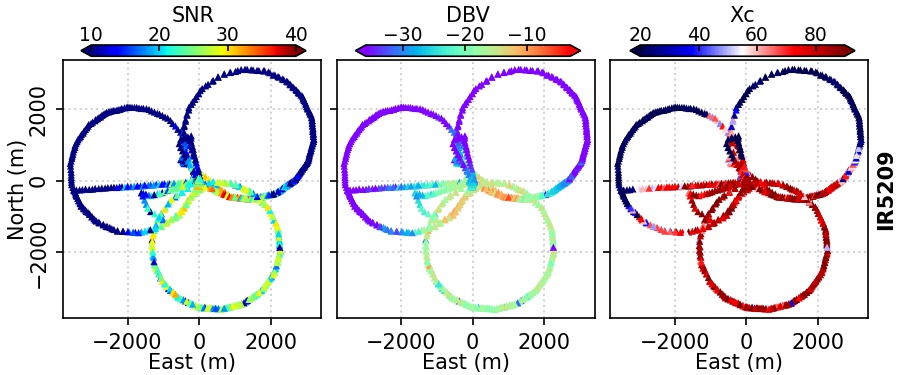 SNR
DBV
Xc
10 20 30 40
−30 −20 −10
20 40 60 80
North (m)
2000
0
−2000
−2000 0 2000
−2000 0 2000
−2000 0 2000
East (m)
East (m)
East (m)
IR5209